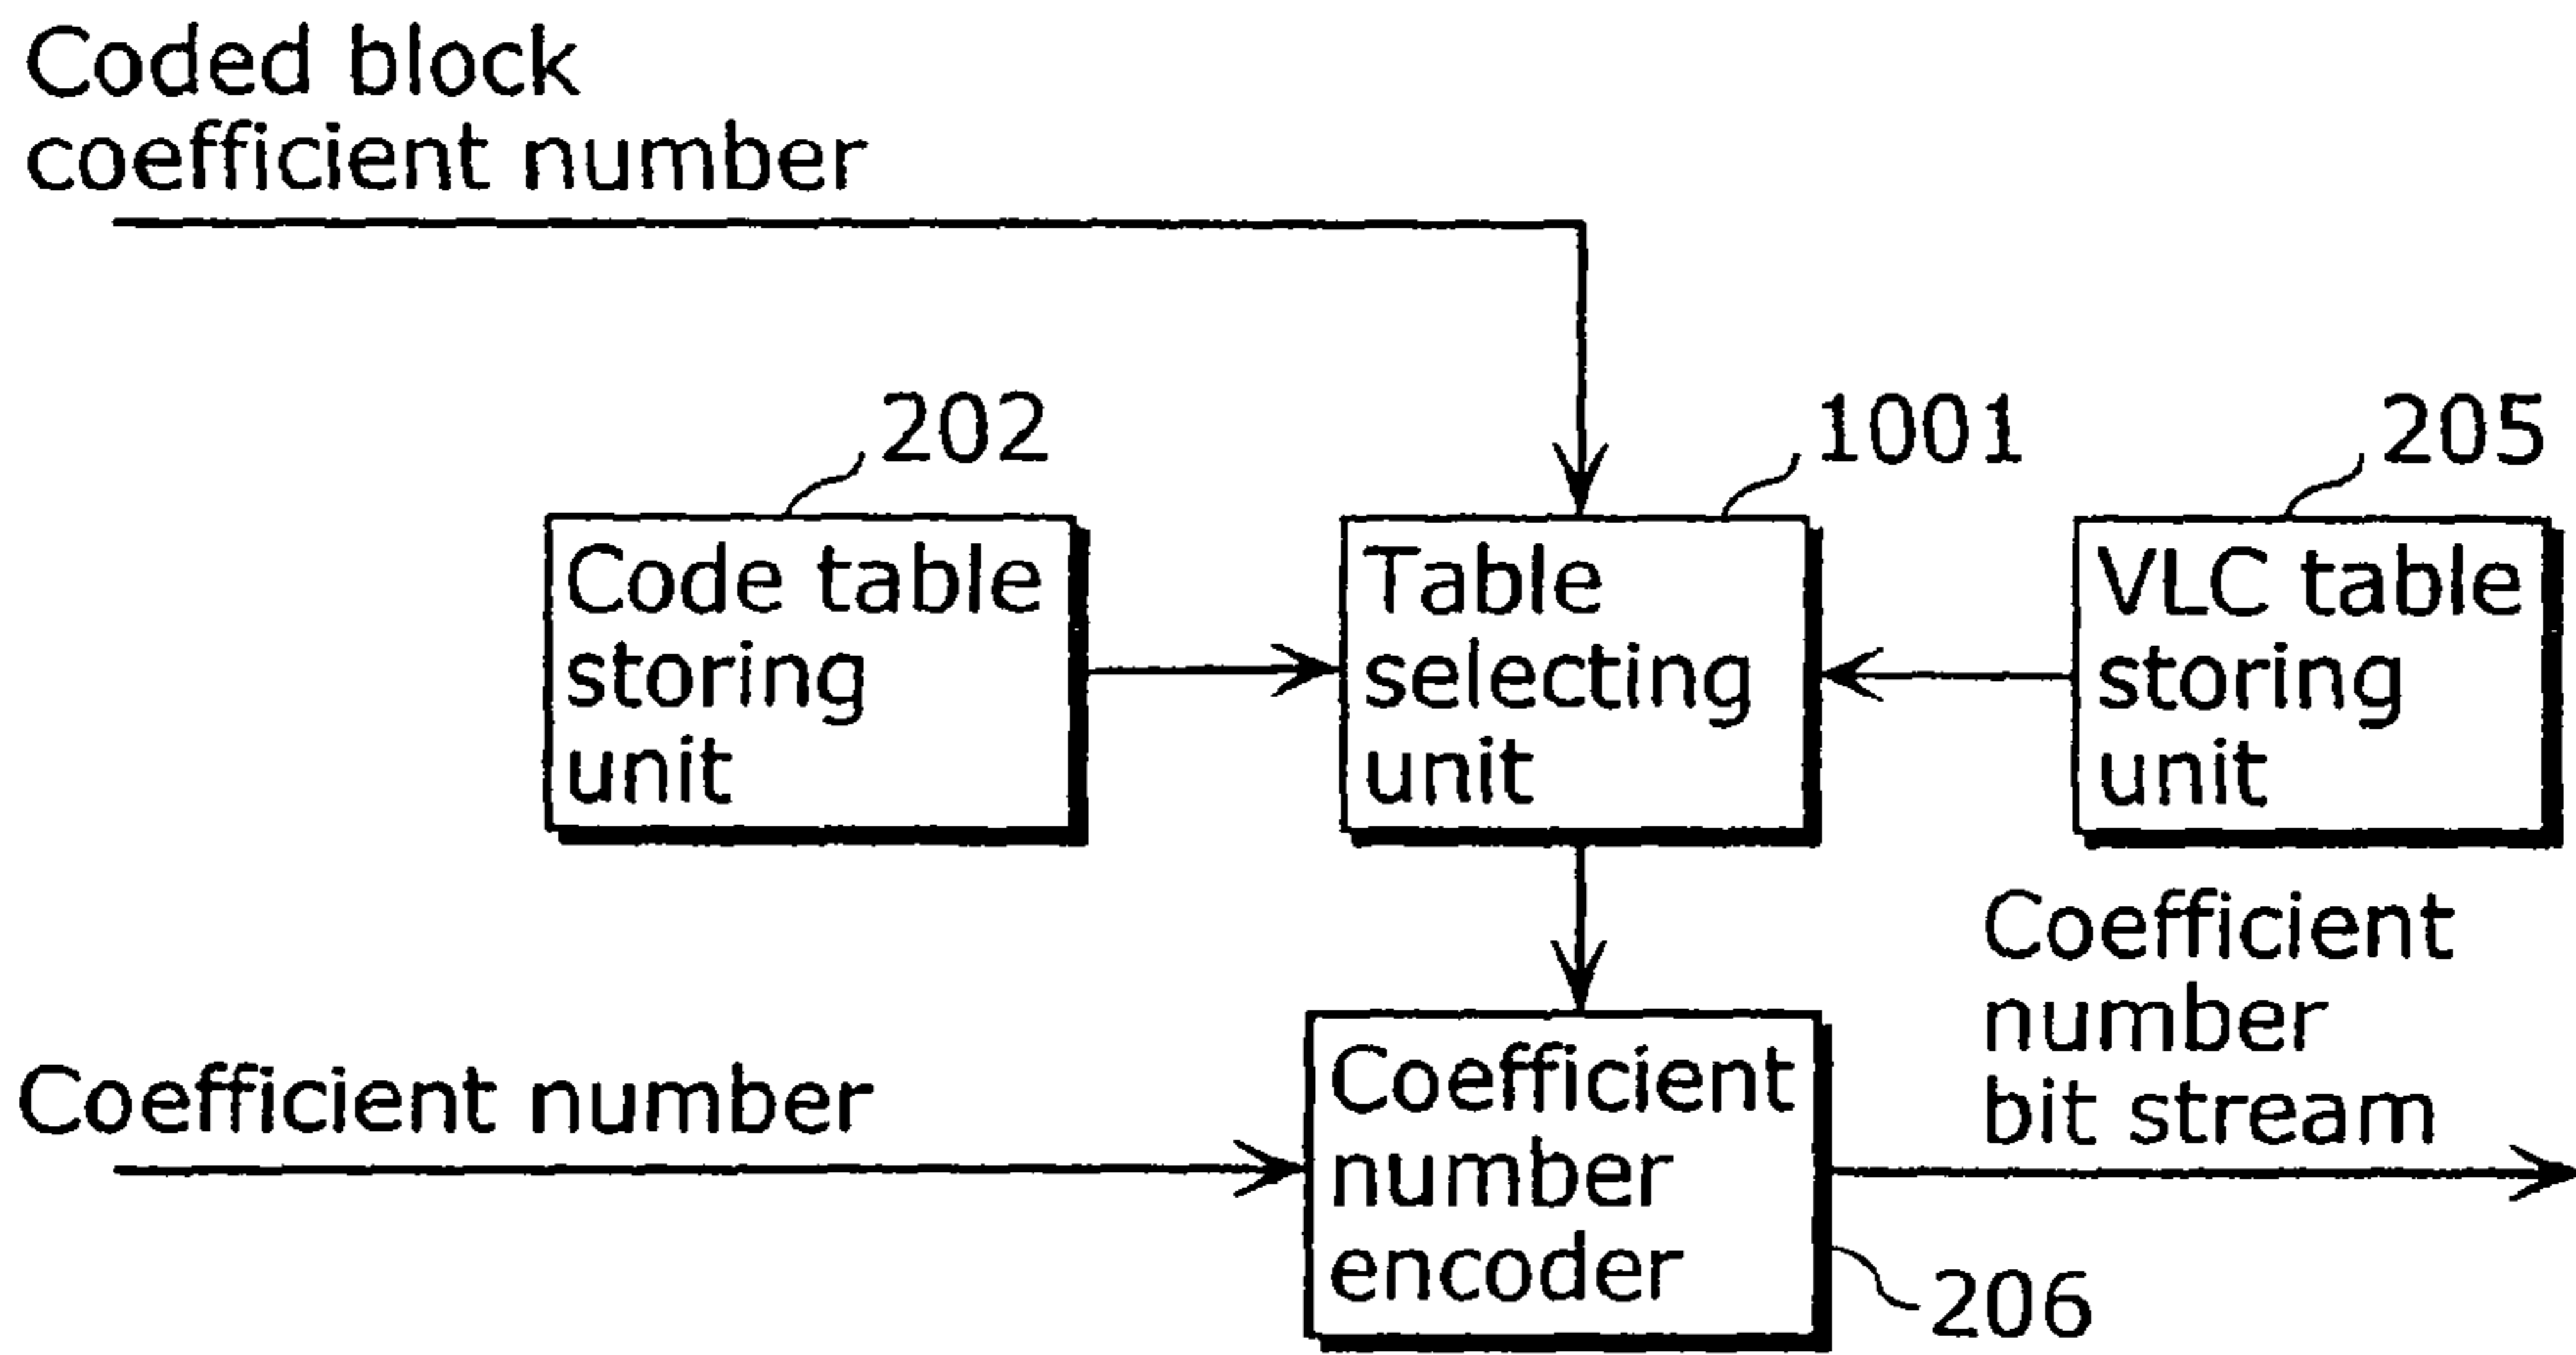 Coded block
coefficient number
202
1001
205
Code table
storing
unit
Table
selecting
unit
VLC table
storing
unit
Coefficient
number
bit stream
Coefficient number
Coefficient
number
encoder
206